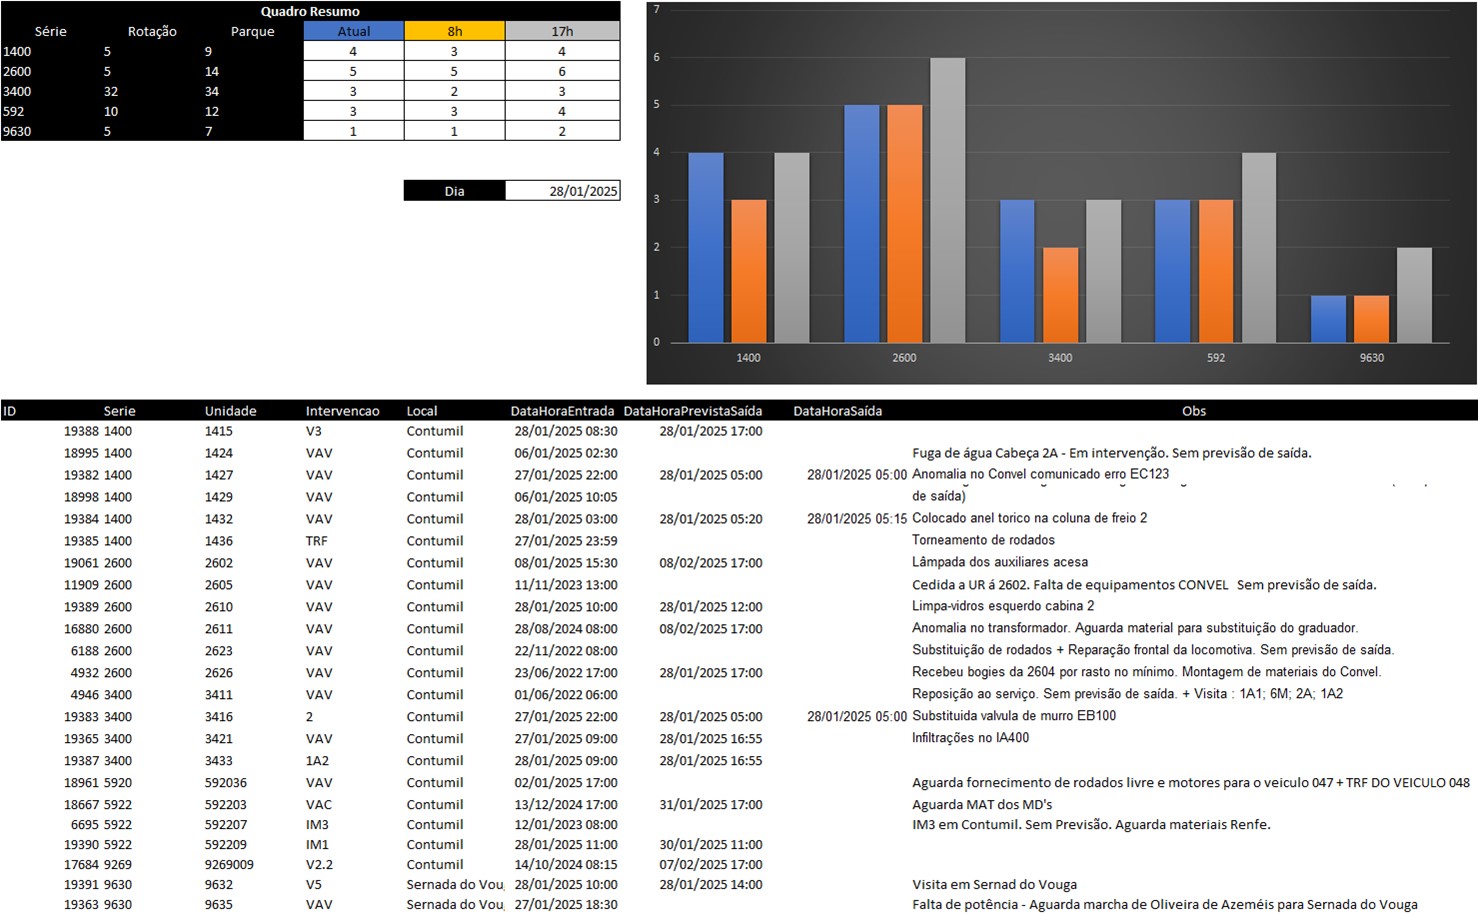 Quadro Resumo
Série Rotação Parque Atual 8h 17h
1400 5 9 4 3 4
2600 5 14 5 5 6
3400 32 34 3 2 3
592 10 12 3 3 4
9630 5 7 1 1 2
Dia 28/01/2025
7
6
5
4
3
2
1
0
1400 2600 3400 592 9630
ID Serie Unidade Intervencao Local DataHoraEntrada DataHoraPrevistaSaída DataHoraSaída Obs
19388 1400 1415 V3 Contumil 28/01/2025 08:30 28/01/2025 17:00
18995 1400 1424 VAV Contumil 06/01/2025 02:30 Fuga de água Cabeça 2A - Em intervenção. Sem previsão de saída.
19382 1400 1427 VAV Contumil 27/01/2025 22:00 28/01/2025 05:00 28/01/2025 05:00 Anomalia no Convel comunicado erro EC123
18998 1400 1429 VAV Contumil 06/01/2025 10:05 de saída)
19384 1400 1432 VAV Contumil 28/01/2025 03:00 28/01/2025 05:20 28/01/2025 05:15 Colocado anel torico na coluna de freio 2
19385 1400 1436 TRF Contumil 27/01/2025 23:59 Torneamento de rodados
19061 2600 2602 VAV Contumil 08/01/2025 15:30 08/02/2025 17:00 Lâmpada dos auxiliares acesa
11909 2600 2605 VAV Contumil 11/11/2023 13:00 Cedida a UR á 2602. Falta de equipamentos CONVEL Sem previsão de saída.
19389 2600 2610 VAV Contumil 28/01/2025 10:00 28/01/2025 12:00 Limpa-vidros esquerdo cabina 2
16880 2600 2611 VAV Contumil 28/08/2024 08:00 08/02/2025 17:00 Anomalia no transformador. Aguarda material para substituição do graduador.
6188 2600 2623 VAV Contumil 22/11/2022 08:00 Substituição de rodados + Reparação frontal da locomotiva. Sem previsão de saída.
4932 2600 2626 VAV Contumil 23/06/2022 17:00 28/01/2025 17:00 Recebeu bogies da 2604 por rasto no mínimo. Montagem de materiais do Convel.
4946 3400 3411 VAV Contumil 01/06/2022 06:00 Reposição ao serviço. Sem previsão de saída. + Visita : 1A1; 6M; 2A; 1A2
19383 3400 3416 2 Contumil 27/01/2025 22:00 28/01/2025 05:00 28/01/2025 05:00 Substituida valvula de murro EB100
19365 3400 3421 VAV Contumil 27/01/2025 09:00 28/01/2025 16:55 Infiltrações no IA400
19387 3400 3433 1A2 Contumil 28/01/2025 09:00 28/01/2025 16:55
18961 5920 592036 VAV Contumil 02/01/2025 17:00 Aguarda fornecimento de rodados livre e motores para o veiculo 047 + TRF DO VEICULO 048
18667 5922 592203 VAC Contumil 13/12/2024 17:00 31/01/2025 17:00 Aguarda MAT dos MD's
6695 5922 592207 IM3 Contumil 12/01/2023 08:00 IM3 em Contumil. Sem Previsão. Aguarda materiais Renfe.
19390 5922 592209 IM1 Contumil 28/01/2025 11:00 30/01/2025 11:00
17684 9269 9269009 V2.2 Contumil 14/10/2024 08:15 07/02/2025 17:00
19391 9630 9632 V5 Sernada do Vou 28/01/2025 10:00 28/01/2025 14:00 Visita em Sernad do Vouga
19363 9630 9635 VAV Sernada do Vou 27/01/2025 18:30 Falta de potência - Aguarda marcha de Oliveira de Azeméis para Sernada do Vouga